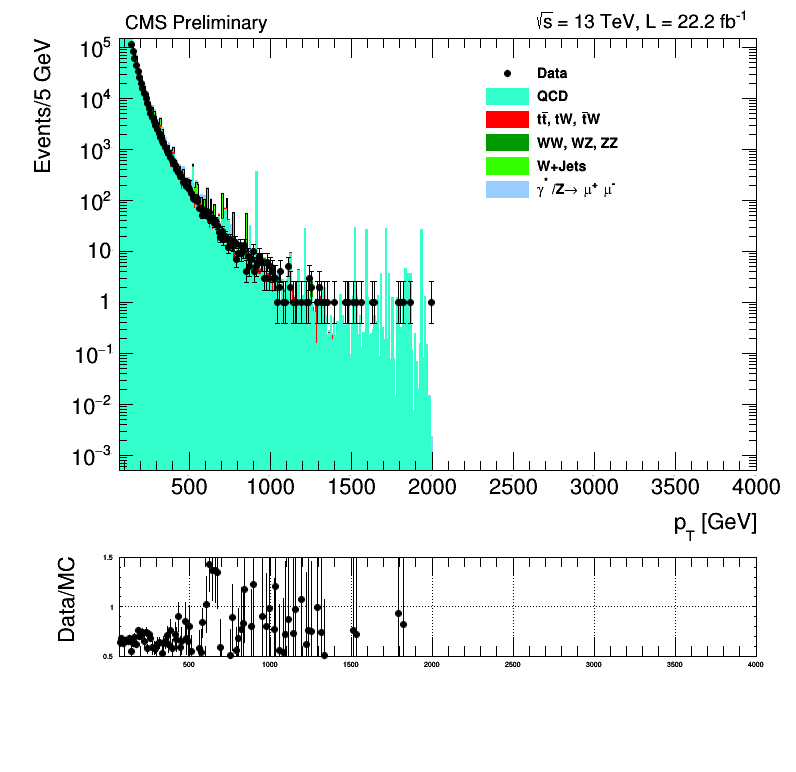 CMS Preliminary
√s = 13 TeV, L = 22.2 fb⁻¹
Events/5 GeV
10⁵
10⁴
10³
10²
10
1
10⁻¹
10⁻²
10⁻³
Data
QCD
tt̄, tW, t̄W
WW, WZ, ZZ
W+Jets
γ* /Z→ μ⁺ μ⁻
500 1000 1500 2000 2500 3000 3500 4000
p_T [GeV]
Data/MC
1.5
1
0.5
500 1000 1500 2000 2500 3000 3500 4000